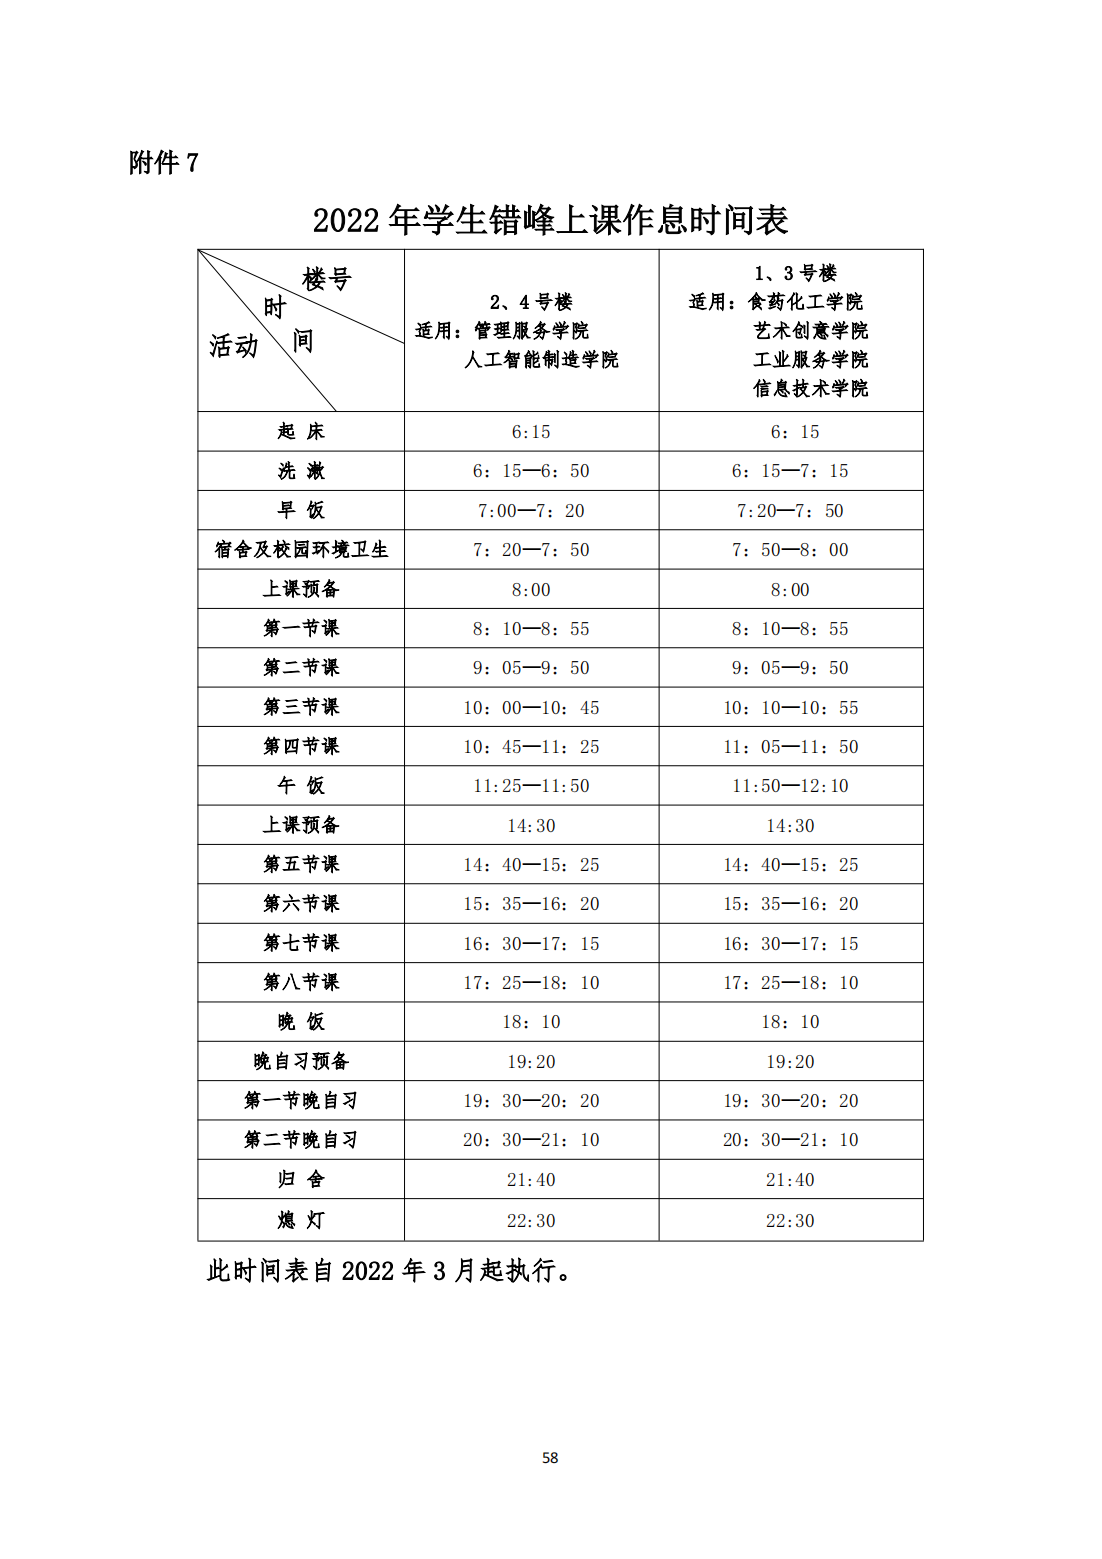 附件 7
2022 年学生错峰上课作息时间表
楼号
时
间
活动
2、4 号楼
适用：管理服务学院
人工智能制造学院
1、3 号楼
适用：食药化工学院
艺术创意学院
工业服务学院
信息技术学院
起 床 6:15 6：15
洗 漱 6：15—6：50 6：15—7：15
早 饭 7:00—7：20 7:20—7：50
宿舍及校园环境卫生 7：20—7：50 7：50—8：00
上课预备 8:00 8:00
第一节课 8：10—8：55 8：10—8：55
第二节课 9：05—9：50 9：05—9：50
第三节课 10：00—10：45 10：10—10：55
第四节课 10：45—11：25 11：05—11：50
午 饭 11:25—11:50 11:50—12:10
上课预备 14:30 14:30
第五节课 14：40—15：25 14：40—15：25
第六节课 15：35—16：20 15：35—16：20
第七节课 16：30—17：15 16：30—17：15
第八节课 17：25—18：10 17：25—18：10
晚 饭 18：10 18：10
晚自习预备 19:20 19:20
第一节晚自习 19：30—20：20 19：30—20：20
第二节晚自习 20：30—21：10 20：30—21：10
归 舍 21:40 21:40
熄 灯 22:30 22:30
此时间表自 2022 年 3 月起执行。
58